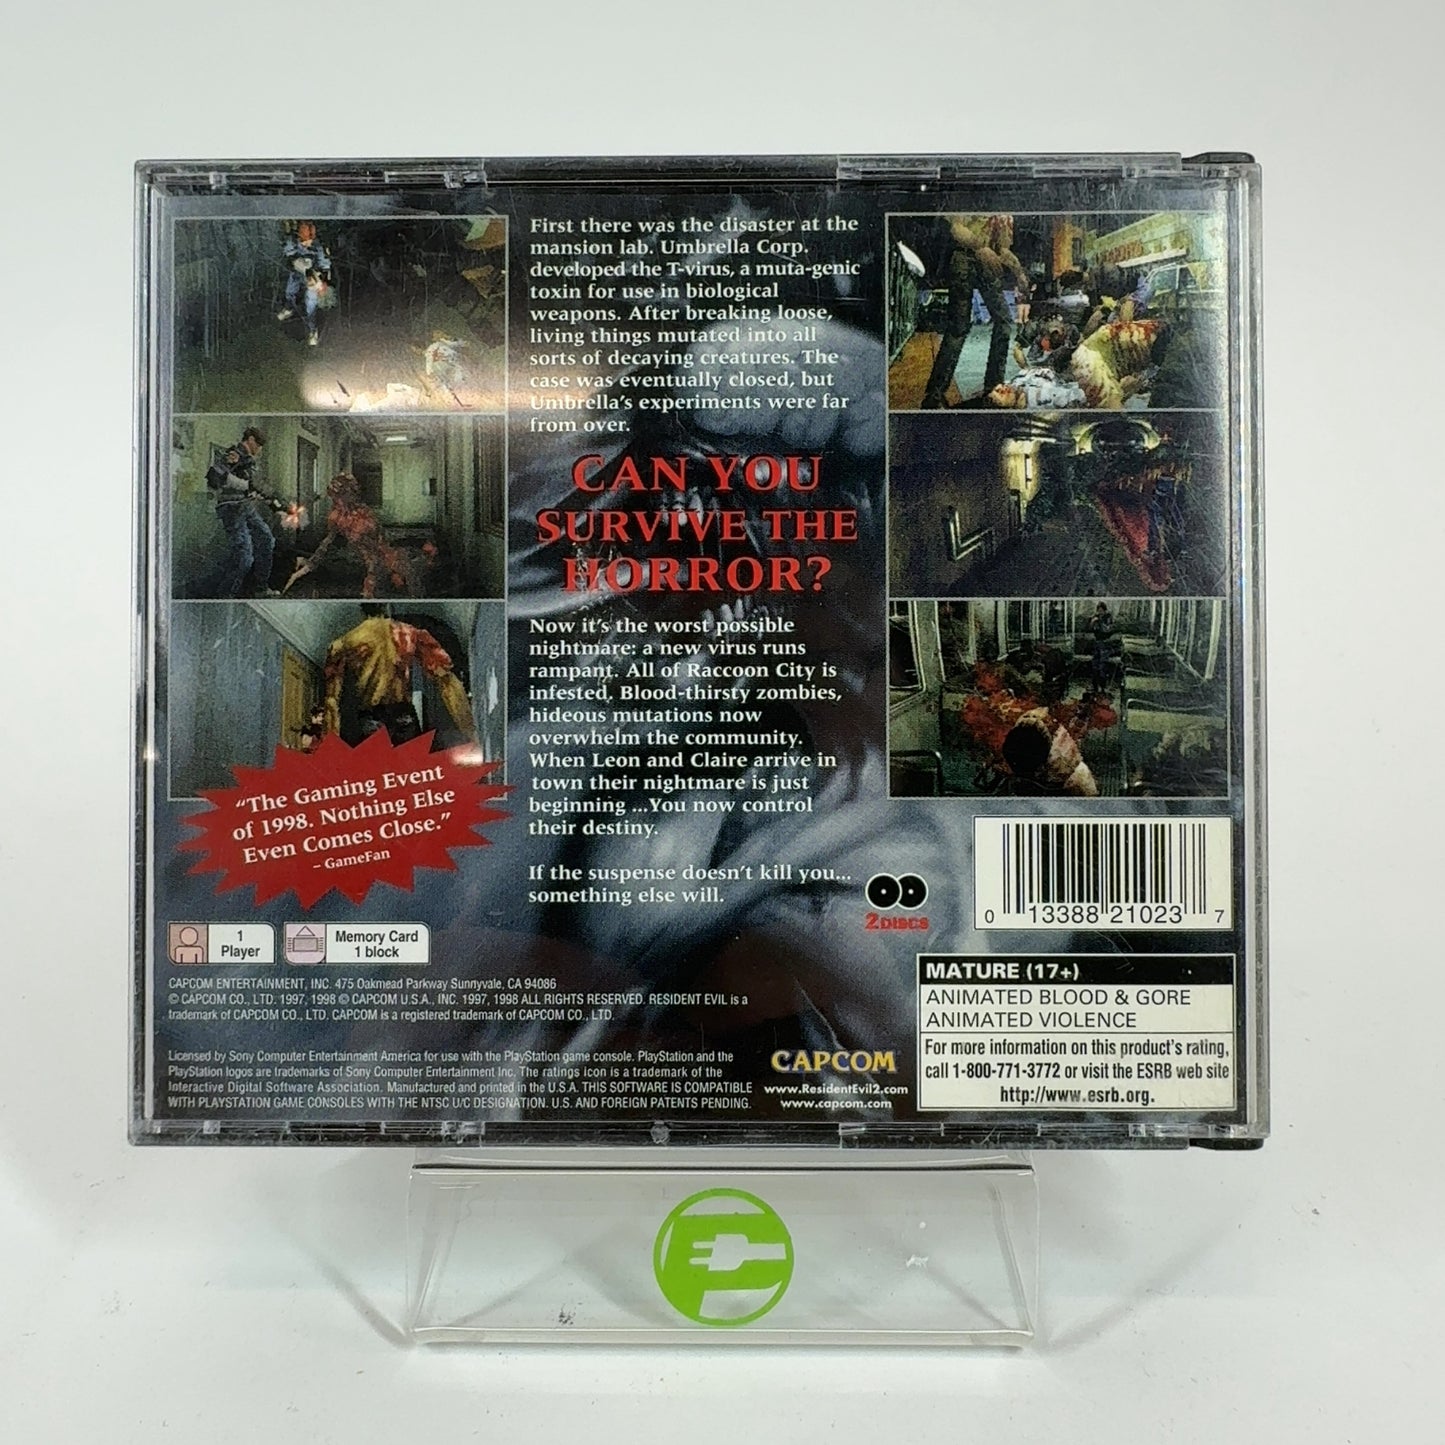 First there was the disaster at the
mansion lab. Umbrella Corp.
developed the T-virus, a muta-genic
toxin for use in biological
weapons. After breaking loose,
living things mutated into all
sorts of decaying creatures. The
case was eventually closed, but
Umbrella's experiments were far
from over.
CAN YOU
SURVIVE THE
HORROR?
Now it's the worst possible
nightmare: a new virus runs
rampant. All of Raccoon City is
infested. Blood-thirsty zombies,
hideous mutations now
overwhelm the community.
When Leon and Claire arrive in
town their nightmare is just
beginning ...You now control
their destiny.
If the suspense doesn't kill you...
something else will.
"The Gaming Event
of 1998. Nothing Else
Even Comes Close."
– GameFan
2 DISCS
0 13388 21023 7
1
Player
Memory Card
1 block
CAPCOM ENTERTAINMENT, INC. 475 Oakmead Parkway Sunnyvale, CA 94086
© CAPCOM CO., LTD. 1997, 1998 © CAPCOM U.S.A., INC. 1997, 1998 ALL RIGHTS RESERVED. RESIDENT EVIL is a
trademark of CAPCOM CO., LTD. CAPCOM is a registered trademark of CAPCOM CO., LTD.
Licensed by Sony Computer Entertainment America for use with the PlayStation game console. PlayStation and the
PlayStation logos are trademarks of Sony Computer Entertainment Inc. The ratings icon is a trademark of the
Interactive Digital Software Association. Manufactured and printed in the U.S.A. THIS SOFTWARE IS COMPATIBLE
WITH PLAYSTATION GAME CONSOLES WITH THE NTSC U/C DESIGNATION. U.S. AND FOREIGN PATENTS PENDING.
CAPCOM
www.ResidentEvil2.com
www.capcom.com
MATURE (17+)
ANIMATED BLOOD & GORE
ANIMATED VIOLENCE
For more information on this product's rating,
call 1-800-771-3772 or visit the ESRB web site
http://www.esrb.org.